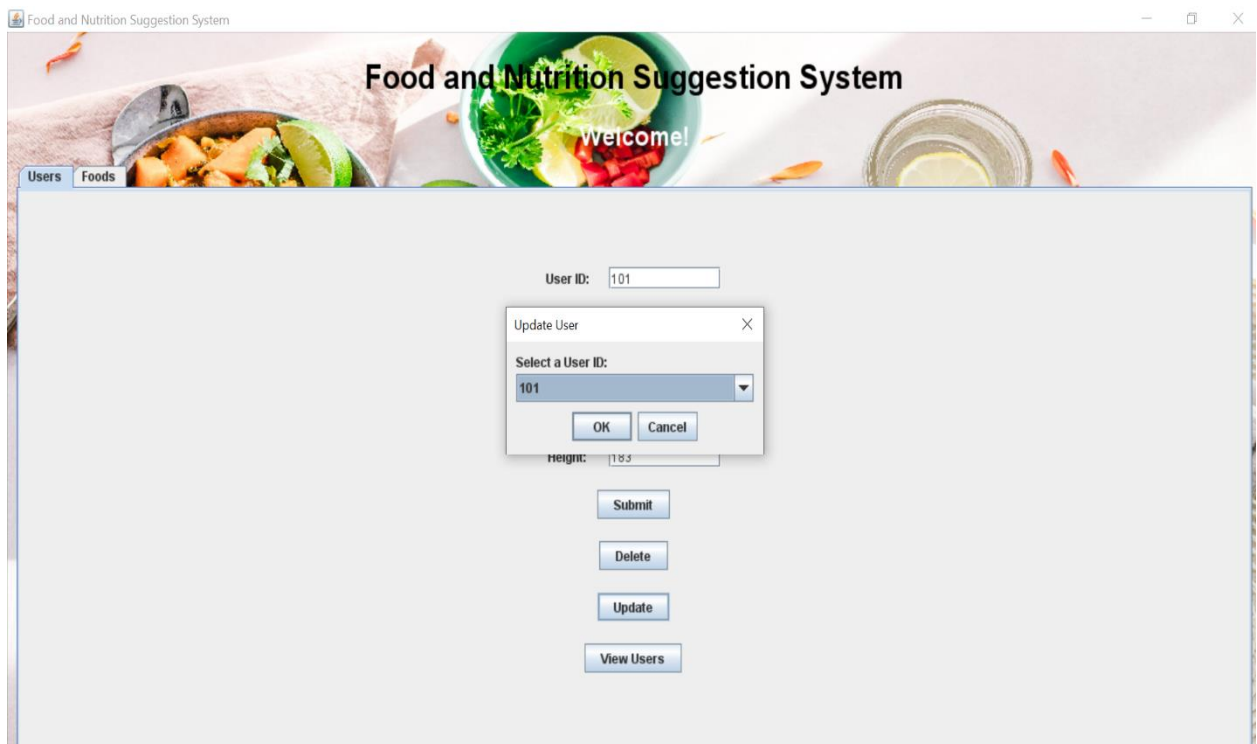 Food and Nutrition Suggestion System
Food and Nutrition Suggestion System
Welcome!
Users Foods
User ID: 101
Update User
Select a User ID:
101
OK Cancel
Height: 183
Submit
Delete
Update
View Users